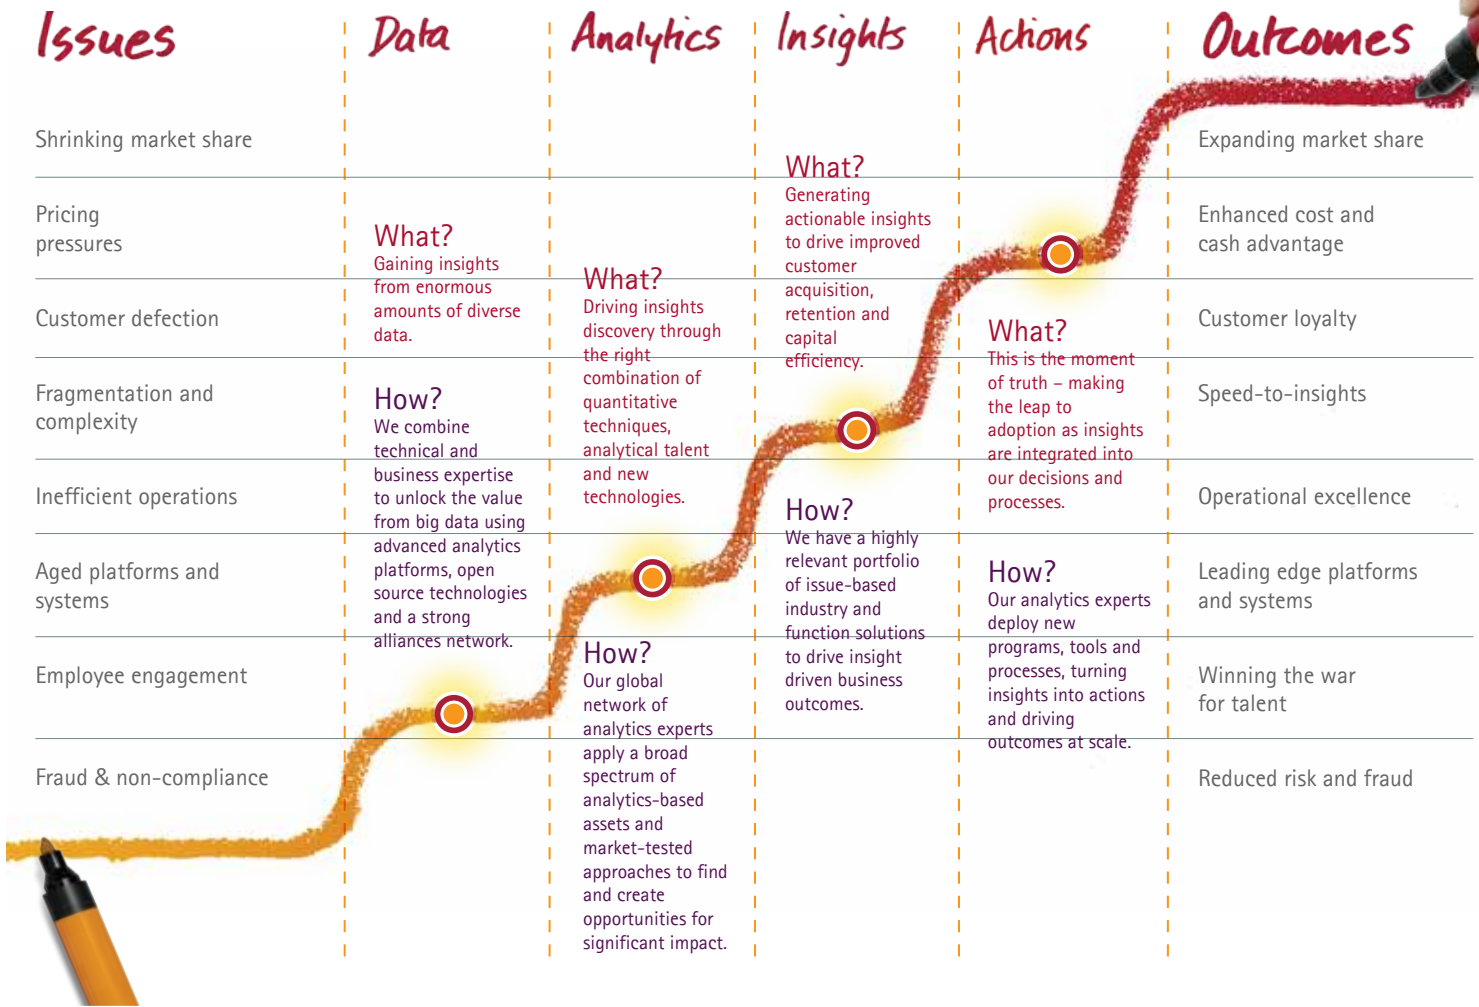 Issues
Data
Analytics
Insights
Actions
Outcomes
Shrinking market share
Pricing
pressures
Customer defection
Fragmentation and
complexity
Inefficient operations
Aged platforms and
systems
Employee engagement
Fraud & non-compliance
What?
Gaining insights
from enormous
amounts of diverse
data.
How?
We combine
technical and
business expertise
to unlock the value
from big data using
advanced analytics
platforms, open
source technologies
and a strong
alliances network.
What?
Driving insights
discovery through
the right
combination of
quantitative
techniques,
analytical talent
and new
technologies.
How?
Our global
network of
analytics experts
apply a broad
spectrum of
analytics-based
assets and
market-tested
approaches to find
and create
opportunities for
significant impact.
What?
Generating
actionable insights
to drive improved
customer
acquisition,
retention and
capital
efficiency.
How?
We have a highly
relevant portfolio
of issue-based
industry and
function solutions
to drive insight
driven business
outcomes.
What?
This is the moment
of truth – making
the leap to
adoption as insights
are integrated into
our decisions and
processes.
How?
Our analytics experts
deploy new
programs, tools and
processes, turning
insights into actions
and driving
outcomes at scale.
Expanding market share
Enhanced cost and
cash advantage
Customer loyalty
Speed-to-insights
Operational excellence
Leading edge platforms
and systems
Winning the war
for talent
Reduced risk and fraud